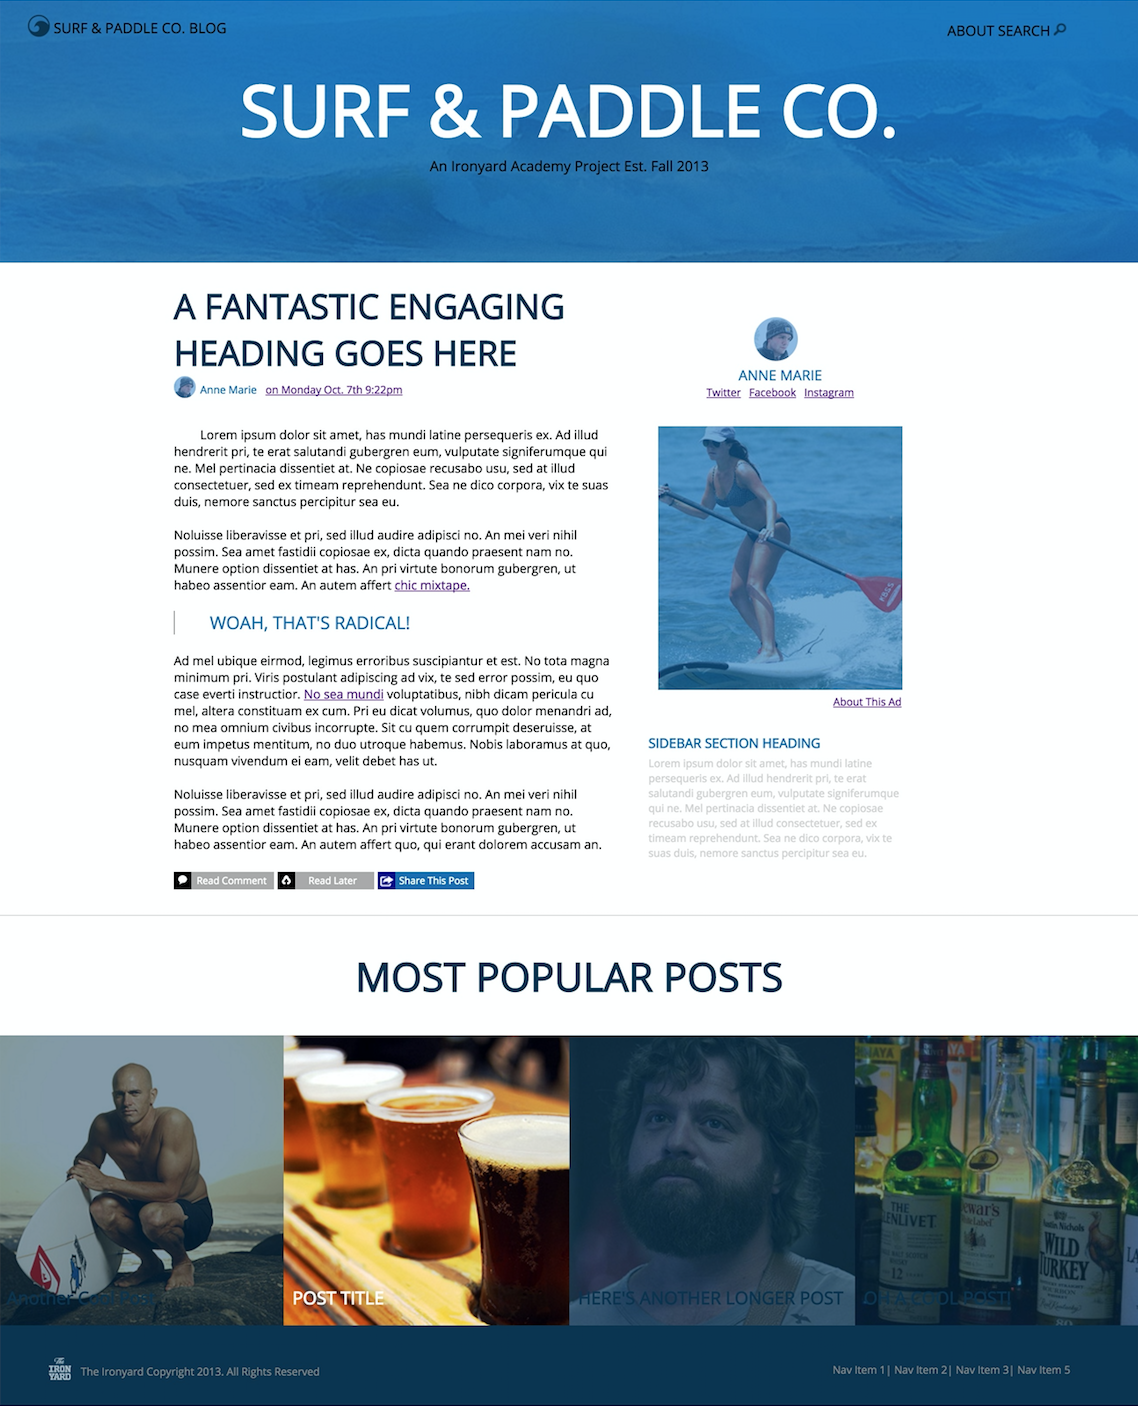 SURF & PADDLE CO. BLOG
ABOUT SEARCH
SURF & PADDLE CO.
An Ironyard Academy Project Est. Fall 2013
A FANTASTIC ENGAGING
HEADING GOES HERE
Anne Marie on Monday Oct. 7th 9:22pm
Lorem ipsum dolor sit amet, has mundi latine persequeris ex. Ad illud
hendrerit pri, te erat salutandi gubergren eum, vulputate signiferumque qui
ne. Mel pertinacia dissentiet at. Ne copiosae recusabo usu, sed at illud
consectetuer, sed ex timeam reprehendunt. Sea ne dico corpora, vix te suas
duis, nemore sanctus percipitur sea eu.
Noluisse liberavisse et pri, sed illud audire adipisci no. An mei veri nihil
possim. Sea amet fastidii copiosae ex, dicta quando praesent nam no.
Munere option dissentiet at has. An pri virtute bonorum gubergren, ut
habeo assentior eam. An autem affert chic mixtape.
WOAH, THAT'S RADICAL!
Ad mel ubique eirmod, legimus erroribus suscipiantur et est. No tota magna
minimum pri. Viris postulant adipiscing ad vix, te sed error possim, eu quo
case everti instructior. No sea mundi voluptatibus, nibh dicam pericula cu
mel, altera constituam ex cum. Pri eu dicat volumus, quo dolor menandri ad,
no mea omnium civibus incorrupte. Sit cu quem corrumpit deseruisse, at
eum impetus mentitum, no duo utroque habemus. Nobis laboramus at quo,
nusquam vivendum ei eam, velit debet has ut.
Noluisse liberavisse et pri, sed illud audire adipisci no. An mei veri nihil
possim. Sea amet fastidii copiosae ex, dicta quando praesent nam no.
Munere option dissentiet at has. An pri virtute bonorum gubergren, ut
habeo assentior eam. An autem affert quo, qui erant dolorem accusam an.
Read Comment Read Later Share This Post
ANNE MARIE
Twitter Facebook Instagram
About This Ad
SIDEBAR SECTION HEADING
Lorem ipsum dolor sit amet, has mundi latine
persequeris ex. Ad illud hendrerit pri, te erat
salutandi gubergren eum, vulputate signiferumque
qui ne. Mel pertinacia dissentiet at. Ne copiosae
recusabo usu, sed at illud consectetuer, sed ex
timeam reprehendunt. Sea ne dico corpora, vix te
suas duis, nemore sanctus percipitur sea eu.
MOST POPULAR POSTS
THE
GLENLIVET
12
Dewar's
White Label
Austin Nichols
WILD
TURKEY
80
Another
POST TITLE
HERE'S ANOTHER LONGER POST
OH A COOL POST!
The
IRON
YARD
The Ironyard Copyright 2013. All Rights Reserved
Nav Item 1| Nav Item 2| Nav Item 3| Nav Item 5